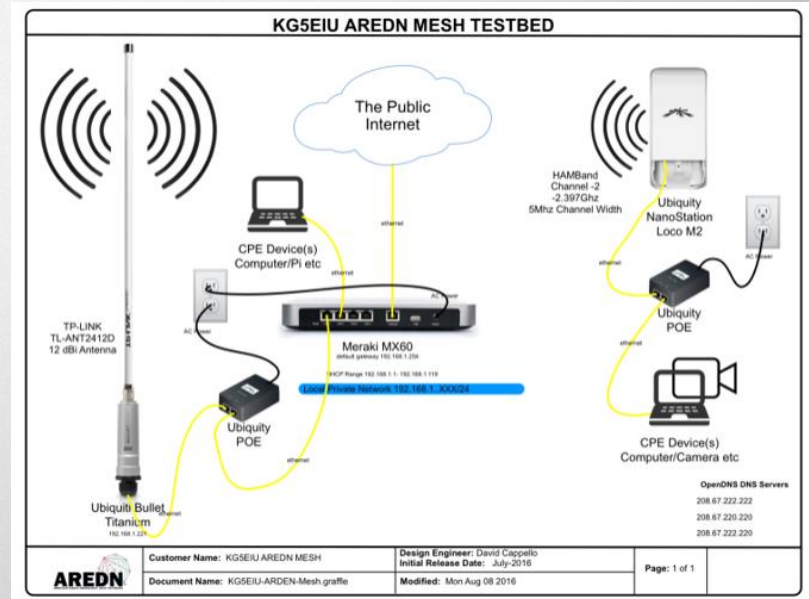 KG5EIU AREDN MESH TESTBED
The Public
Internet
HAMBand
Channel -2
-2.397Ghz
5Mhz Channel Width
Ubiquity
NanoStation
Loco M2
ethernet
CPE Device(s)
Computer/Pi etc
ethernet
AC Power
ethernet
Ubiquity
POE
AC Power
TP-LINK
TL-ANT2412D
12 dBi Antenna
AC Power
Meraki MX60
default gateway 192.168.1.254
DHCP Range 192.168.1.1- 192.168.1.119
Local Private Network 192.168.1..XXX/24
ethernet
Ubiquity
POE
ethernet
CPE Device(s)
Computer/Camera etc
Ubiquiti Bullet
Titanium
ethernet
OpenDNS DNS Servers
208.67.222.222
208.67.220.220
208.67.222.220
AREDN
Customer Name: KG5EIU AREDN MESH
Document Name: KG5EIU-ARDEN-Mesh.graffle
Design Engineer: David Cappello
Initial Release Date: July-2016
Modified: Mon Aug 08 2016
Page: 1 of 1